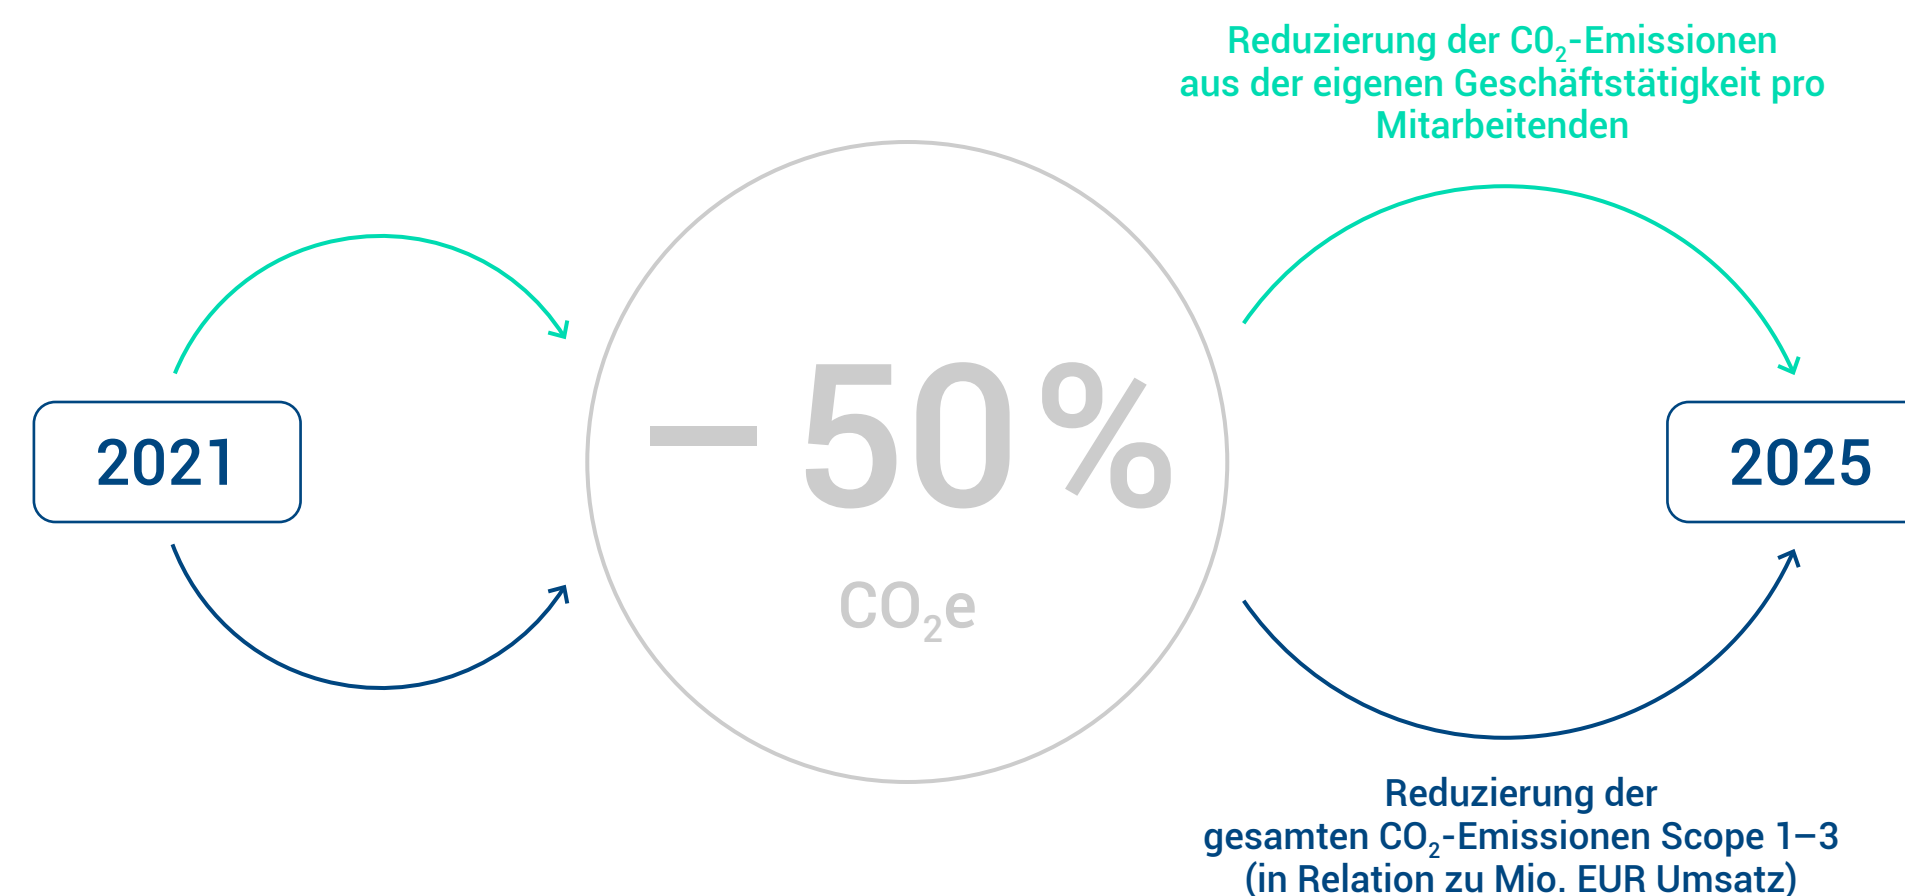 Reduzierung der C0₂-Emissionen
aus der eigenen Geschäftstätigkeit pro
Mitarbeitenden
2021
– 50 %
CO₂e
2025
Reduzierung der
gesamten CO₂-Emissionen Scope 1–3
(in Relation zu Mio. EUR Umsatz)